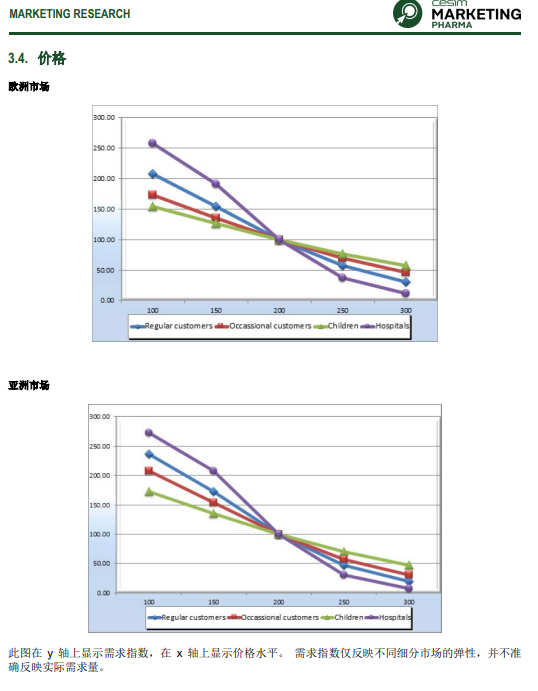 MARKETING RESEARCH
cesim
MARKETING
PHARMA
3.4. 价格
欧洲市场
300.00
250.00
200.00
150.00
100.00
50.00
0.00
100 150 200 250 300
Regular customers Occassional customers Children Hospitals
亚洲市场
300.00
250.00
200.00
150.00
100.00
50.00
0.00
100 150 200 250 300
Regular customers Occassional customers Children Hospitals
此图在 y 轴上显示需求指数，在 x 轴上显示价格水平。 需求指数仅反映不同细分市场的弹性，并不准
确反映实际需求量。